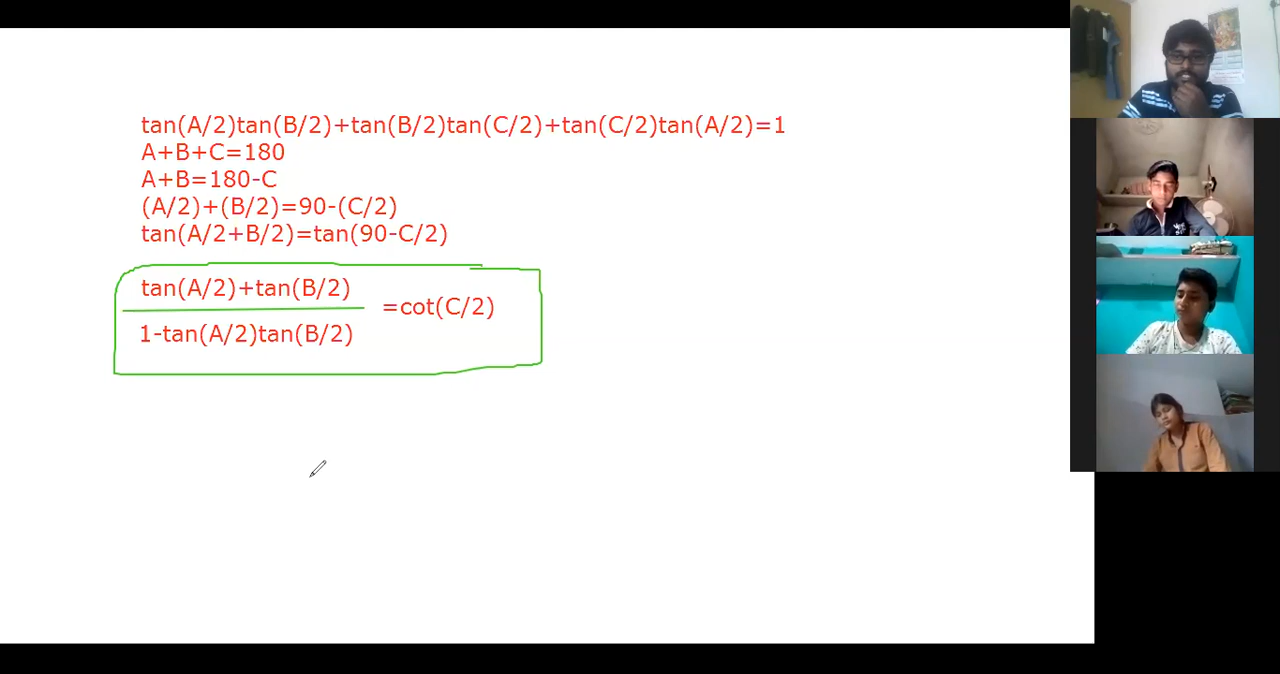 tan(A/2)tan(B/2)+tan(B/2)tan(C/2)+tan(C/2)tan(A/2)=1
A+B+C=180
A+B=180-C
(A/2)+(B/2)=90-(C/2)
tan(A/2+B/2)=tan(90-C/2)
tan(A/2)+tan(B/2)
=cot(C/2)
1-tan(A/2)tan(B/2)